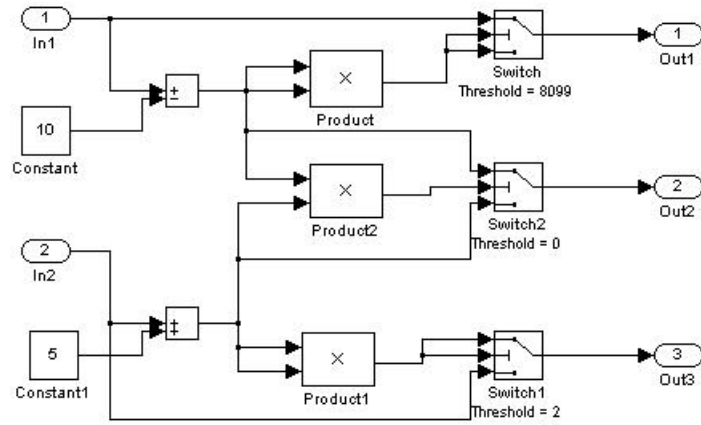 1
In1
10
Constant
×
Product
Switch
Threshold = 8099
1
Out1
×
Product2
Switch2
Threshold = 0
2
Out2
2
In2
5
Constant1
×
Product1
Switch1
Threshold = 2
3
Out3